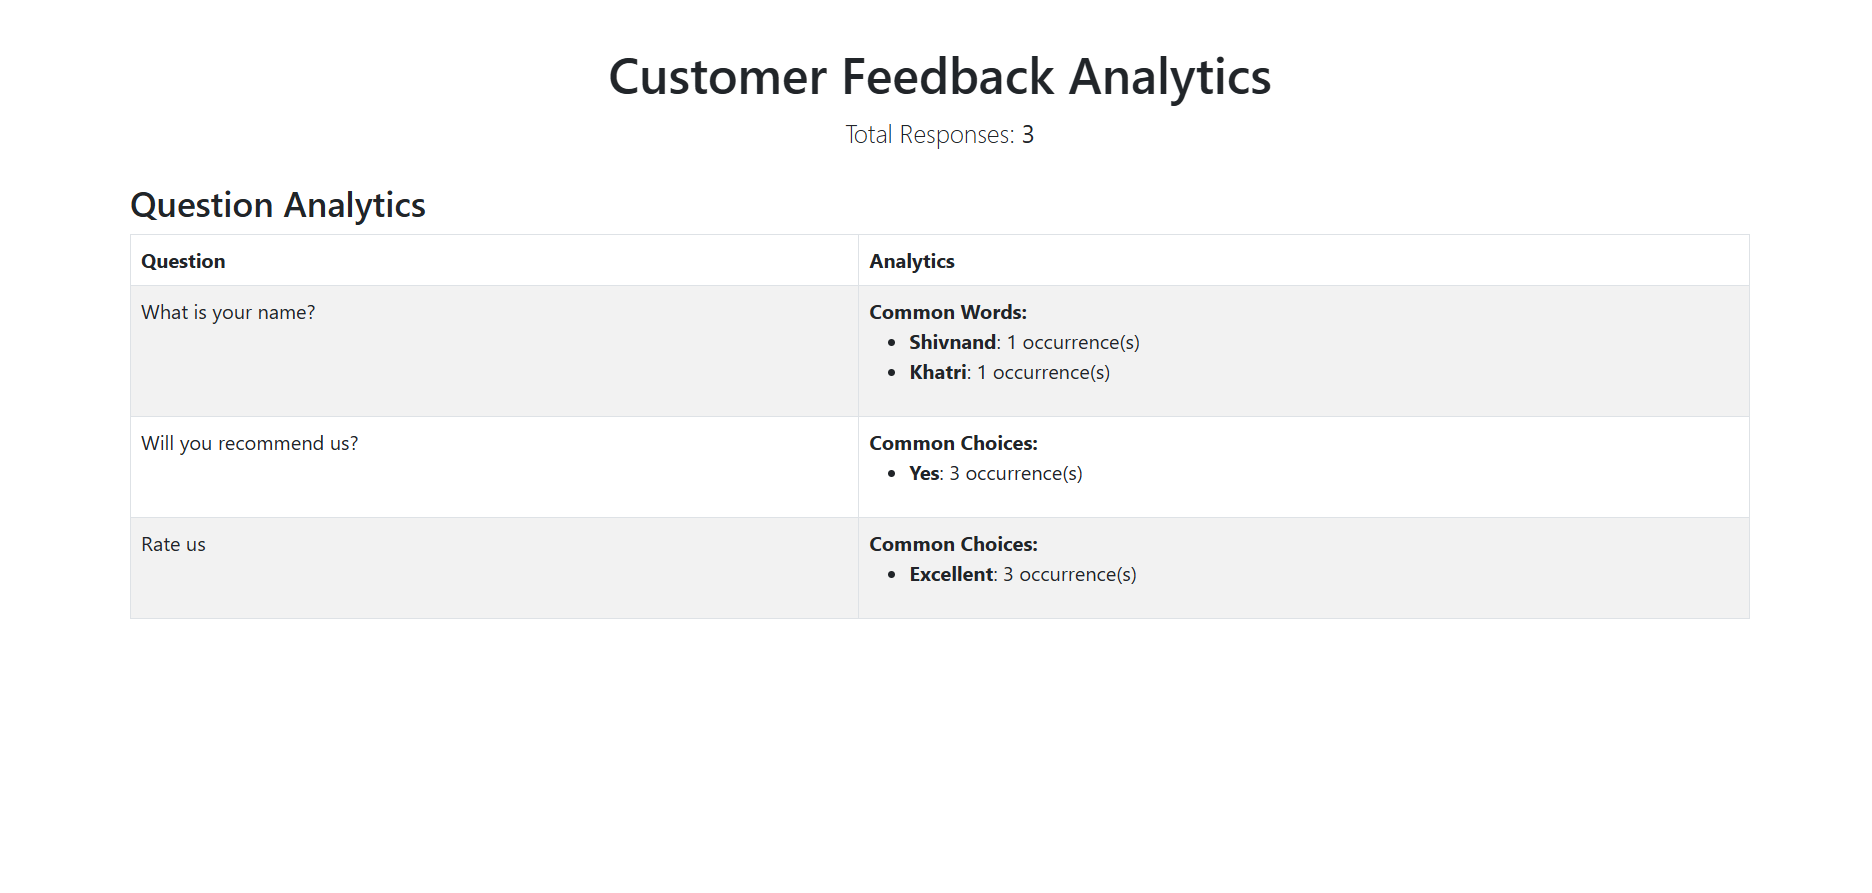 Customer Feedback Analytics
Total Responses: 3
Question Analytics
Question
Analytics
What is your name?
Common Words:
Shivnand: 1 occurrence(s)
Khatri: 1 occurrence(s)
Will you recommend us?
Common Choices:
Yes: 3 occurrence(s)
Rate us
Common Choices:
Excellent: 3 occurrence(s)